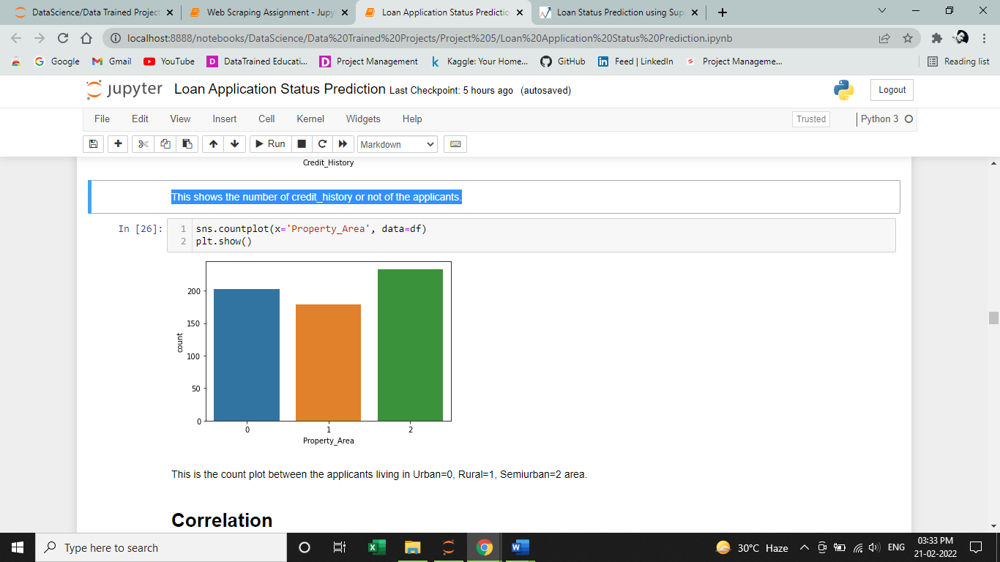 DataScience/Data Trained Project
Web Scraping Assignment - Jupy
Loan Application Status Predictio
Loan Status Prediction using Sup
localhost:8888/notebooks/DataScience/Data%20Trained%20Projects/Project%205/Loan%20Application%20Status%20Prediction.ipynb
Google
Gmail
YouTube
DataTrained Educati...
Project Management
Kaggle: Your Home...
GitHub
Feed | LinkedIn
Project Manageme...
Reading list
jupyter Loan Application Status Prediction Last Checkpoint: 5 hours ago (autosaved)
Logout
File Edit View Insert Cell Kernel Widgets Help
Trusted
Python 3
Run
Markdown
Credit_History
This shows the number of credit_history or not of the applicants.
In [26]:
1 sns.countplot(x='Property_Area', data=df)
2 plt.show()
200
150
100
50
0
count
0 1 2
Property_Area
This is the count plot between the applicants living in Urban=0, Rural=1, Semiurban=2 area.
Correlation
Type here to search
30°C Haze
ENG
03:33 PM
21-02-2022